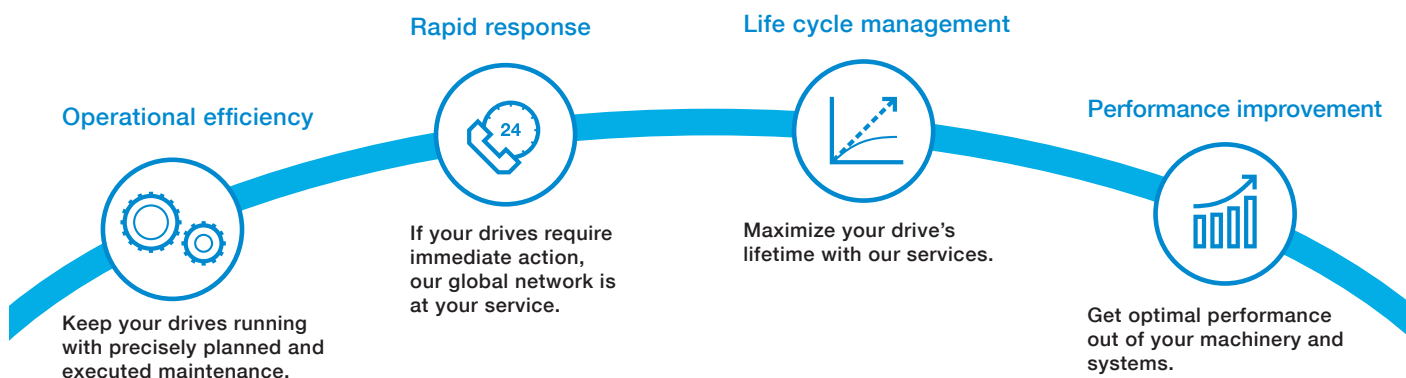 Operational efficiency
Keep your drives running
with precisely planned and
executed maintenance.
Rapid response
24
If your drives require
immediate action,
our global network is
at your service.
Life cycle management
Maximize your drive’s
lifetime with our services.
Performance improvement
Get optimal performance
out of your machinery and
systems.